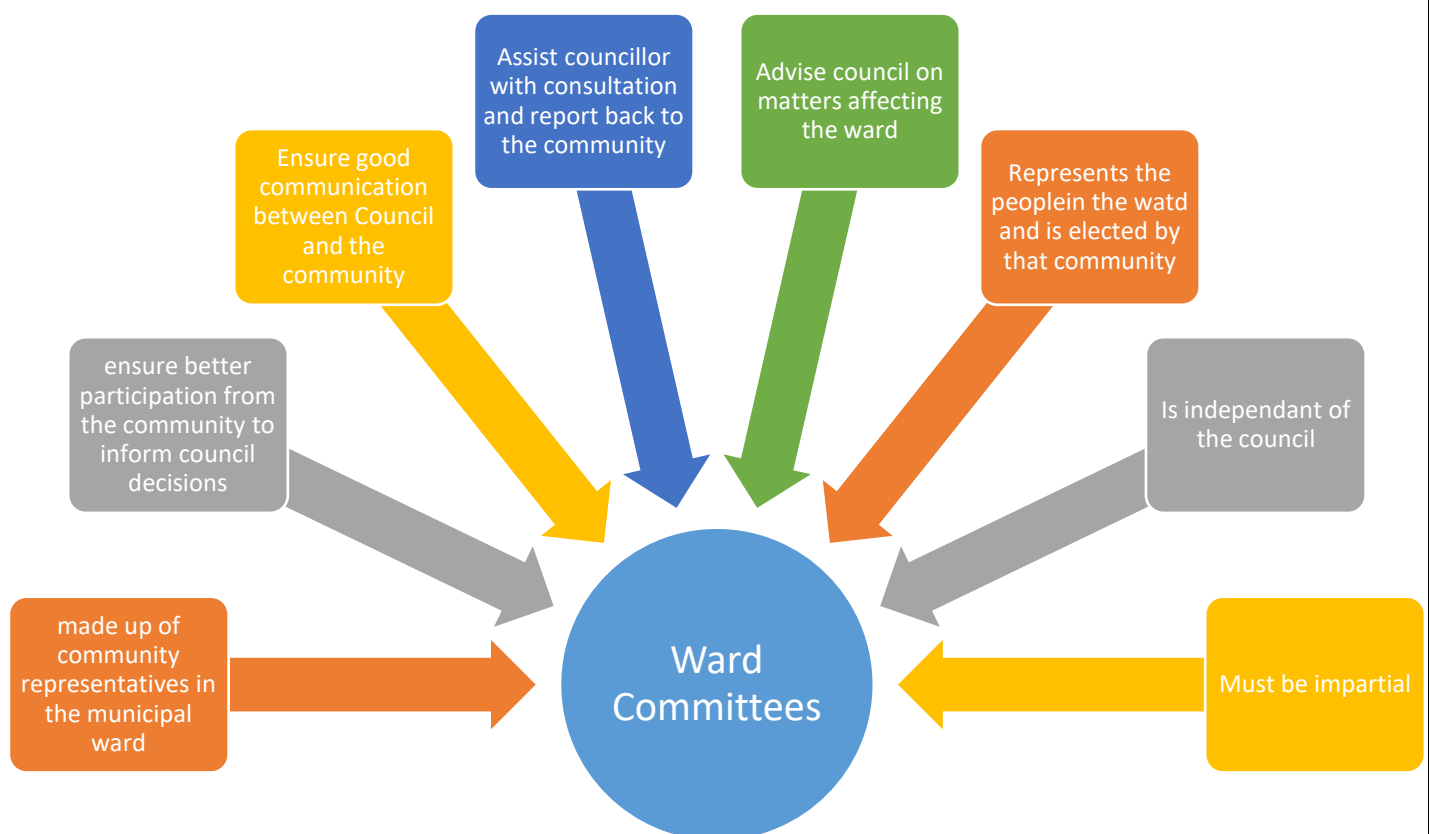 Assist councillor
with consultation
and report back to
the community
Advise council on
matters affecting
the ward
Ensure good
communication
between Council
and the
community
Represents the
peoplein the watd
and is elected by
that community
ensure better
participation from
the community to
inform council
decisions
Is independant of
the council
made up of
community
representatives in
the municipal
ward
Ward
Committees
Must be impartial